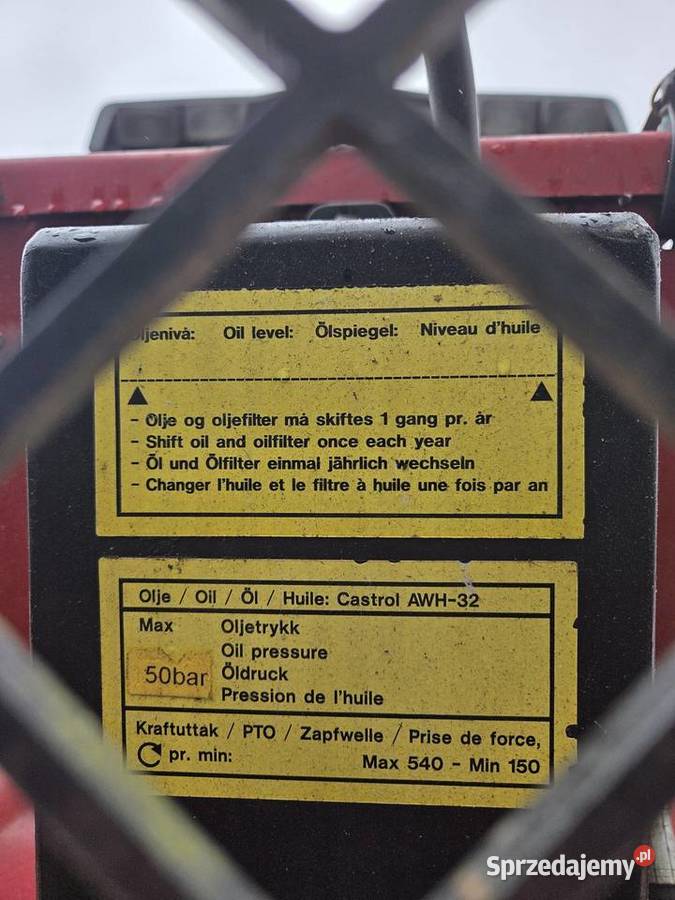 Oil level: Ölspiegel: Niveau d'huile
- Olje og oljefilter må skiftes 1 gang pr. år
- Shift oil and oilfilter once each year
- Öl und Ölfilter einmal jährlich wechseln
- Changer l'huile et le filtre à huile une fois par an
Olje / Oil / Öl / Huile: Castrol AWH-32
Max Oljetrykk
Oil pressure
50bar Öldruck
Pression de l'huile
Kraftuttak / PTO / Zapfwelle / Prise de force,
pr. min: Max 540 - Min 150
Sprzedajemy.pl